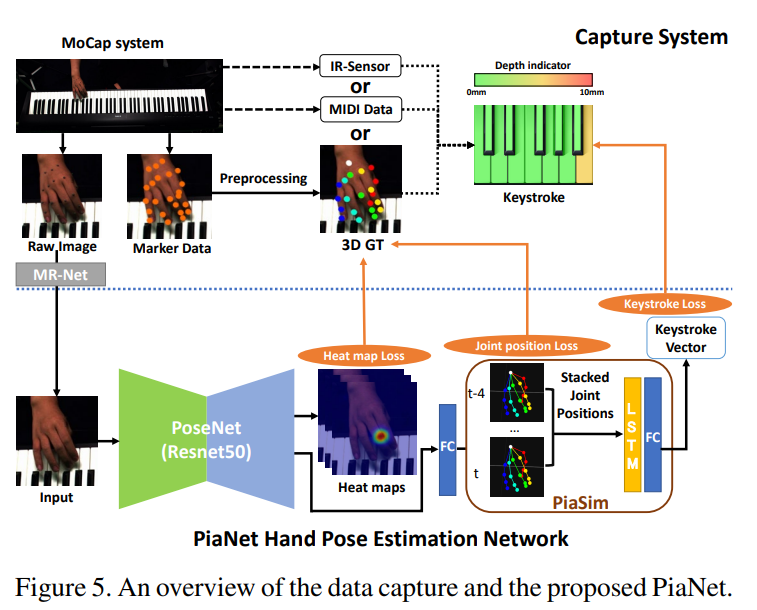 MoCap system
Capture System
IR-Sensor
or
MIDI Data
or
Depth indicator
0mm
10mm
Preprocessing
Keystroke
Raw Image
Marker Data
3D GT
MR-Net
Keystroke Loss
Heat map Loss
Joint position Loss
Keystroke
Vector
PoseNet
(Resnet50)
Input
Heat maps
FC
t-4
...
t
Stacked
Joint
Positions
LSTM
FC
PiaSim
PiaNet Hand Pose Estimation Network
Figure 5. An overview of the data capture and the proposed PiaNet.